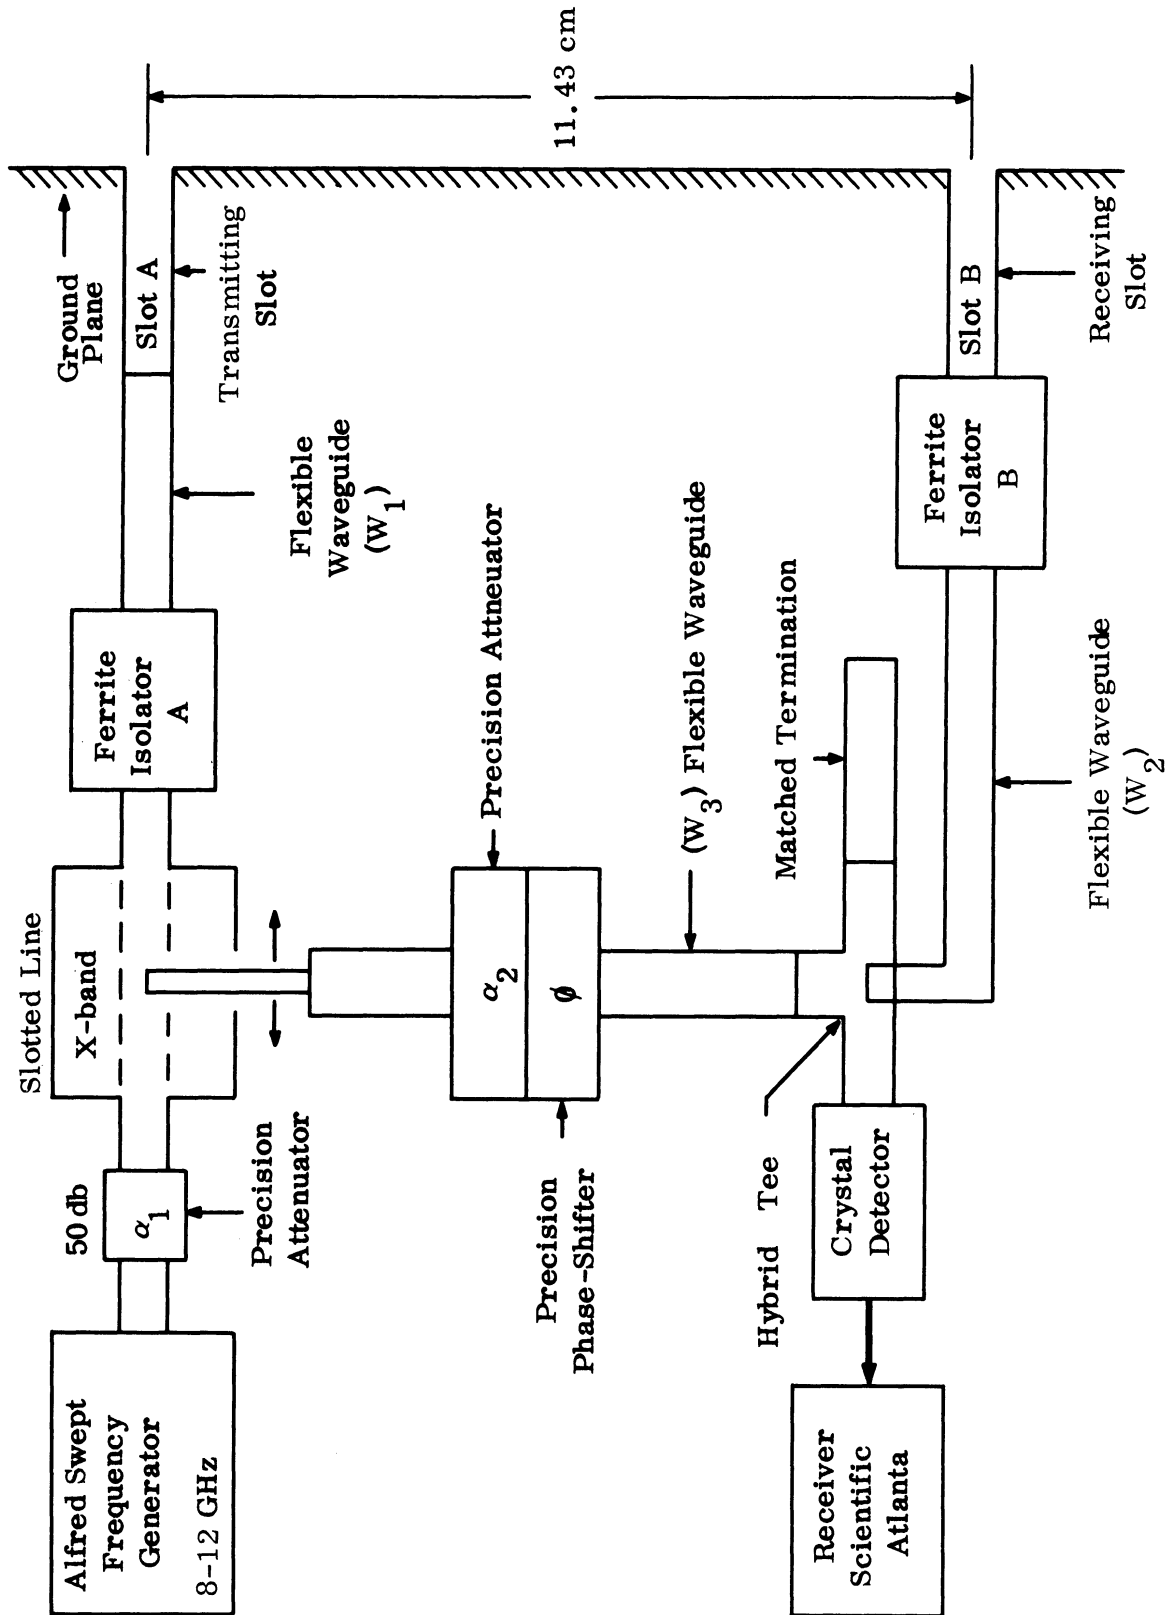 Alfred Swept
Frequency
Generator
8-12 GHz
50 db
α₁
Precision
Attenuator
Slotted Line
X-band
Ferrite
Isolator
A
Flexible
Waveguide
(W₁)
Ground
Plane
Slot A
Transmitting
Slot
11.43 cm
α₂
ø
Precision Attneuator
Precision
Phase-Shifter
(W₃) Flexible Waveguide
Matched Termination
Hybrid Tee
Crystal
Detector
Receiver
Scientific
Atlanta
Flexible Waveguide
(W₂)
Ferrite
Isolator
B
Slot B
Receiving
Slot